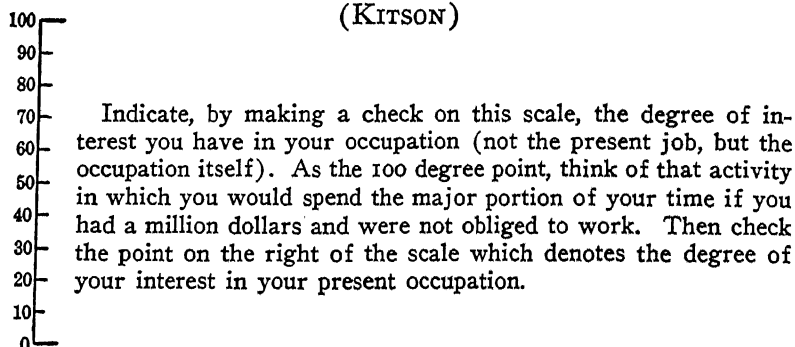 (KITSON)
100
90
80
70
60
50
40
30
20
10
0
Indicate, by making a check on this scale, the degree of in-
terest you have in your occupation (not the present job, but the
occupation itself). As the 100 degree point, think of that activity
in which you would spend the major portion of your time if you
had a million dollars and were not obliged to work. Then check
the point on the right of the scale which denotes the degree of
your interest in your present occupation.